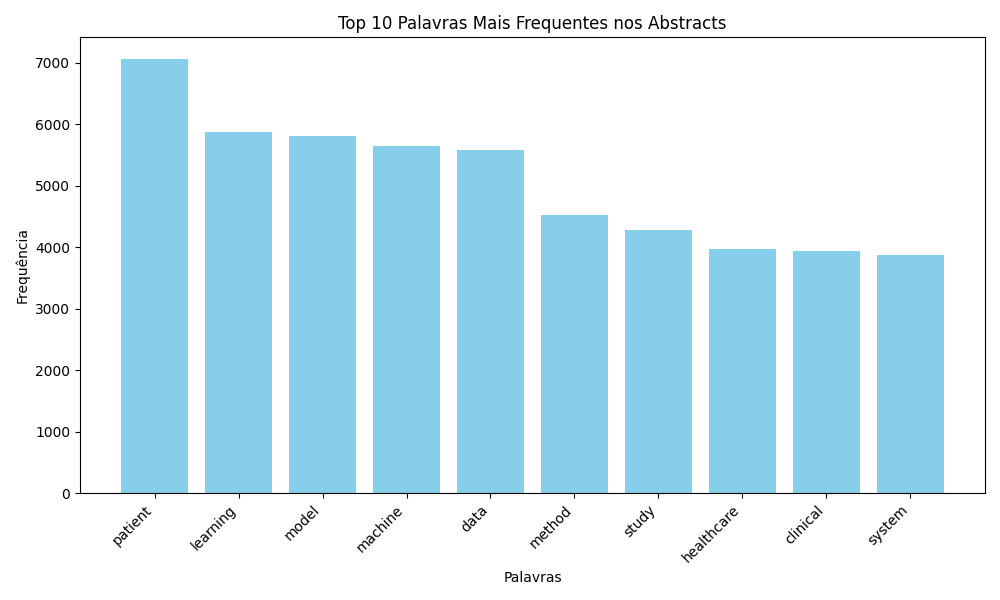 Top 10 Palavras Mais Frequentes nos Abstracts
Frequência
7000
6000
5000
4000
3000
2000
1000
0
patient
learning
model
machine
data
method
study
healthcare
clinical
system
Palavras